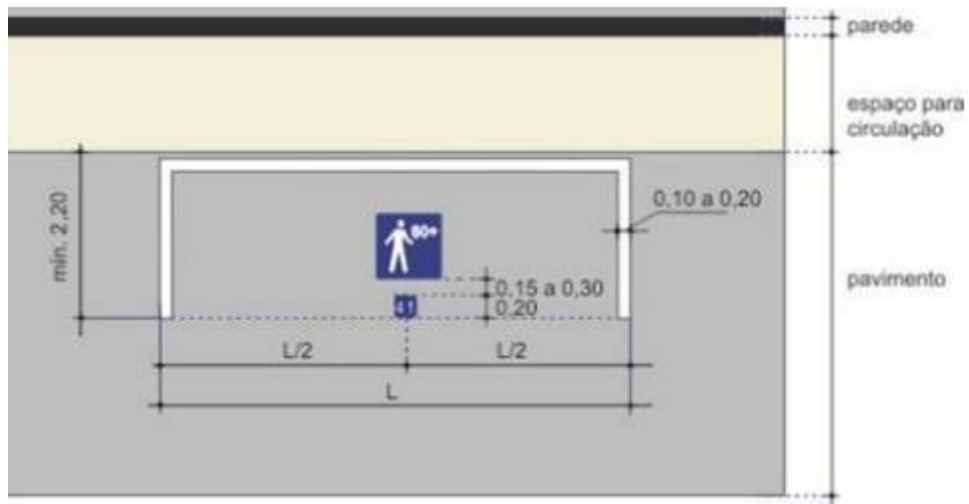 parede
espaço para
circulação
mín. 2,20
60+
0,10 a 0,20
0,15 a 0,30
0,20
pavimento
L/2
L/2
L